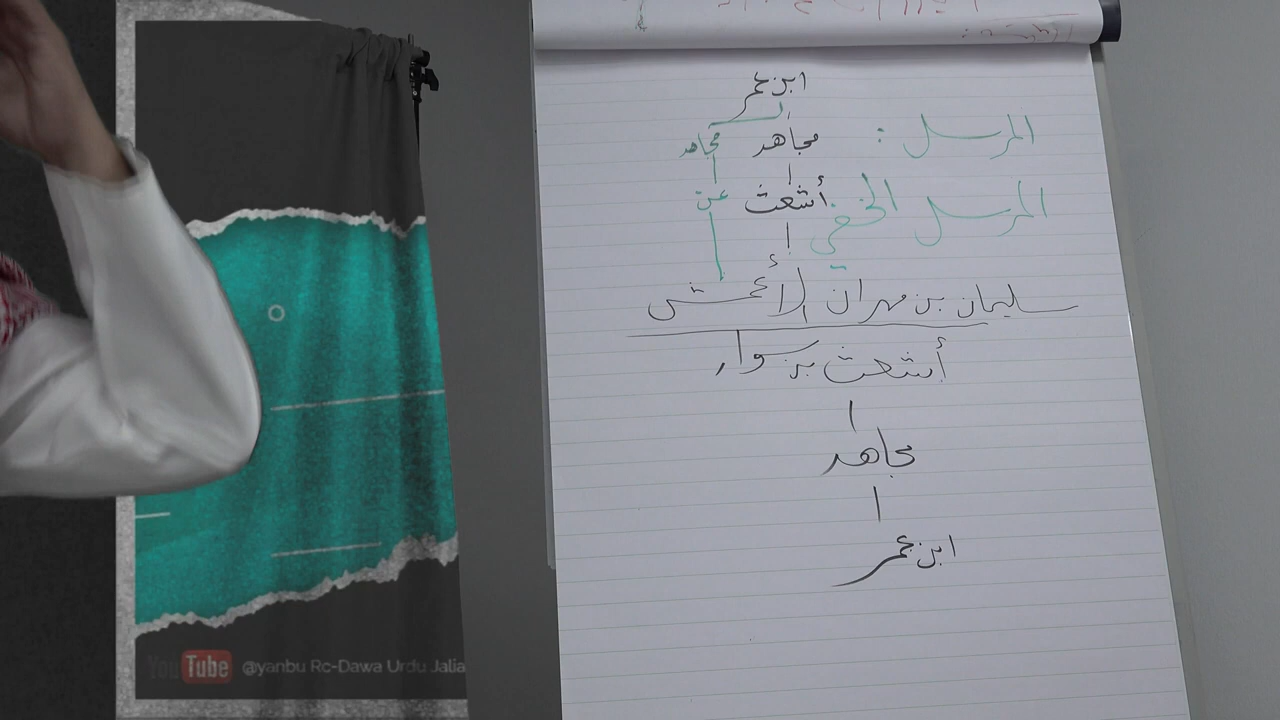 ابن عمر
مجاهد
مجاهد
المرسل :
أشعث
عن
المرسل الخفي
سليمان بن مهران الأعمش
أشعث بن سوار
مجاهد
ابن عمر
YouTube @yanbu Rc-Dawa Urdu Jalia